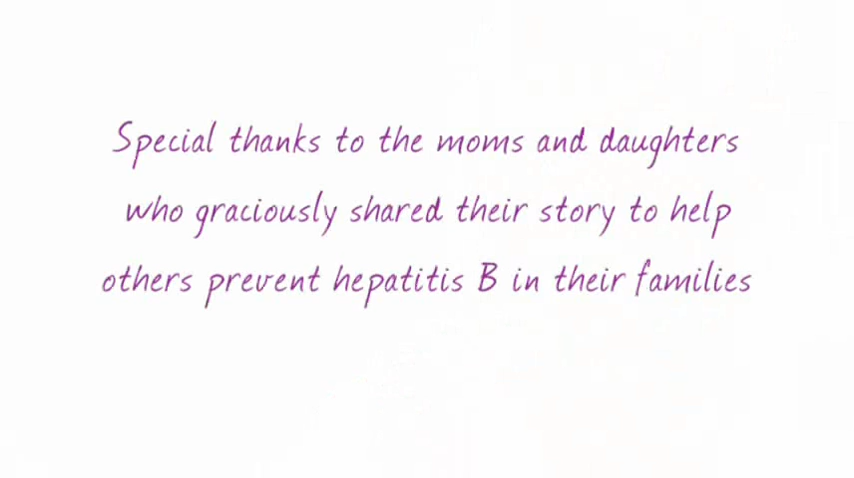 Special thanks to the moms and daughters
who graciously shared their story to help
others prevent hepatitis B in their families